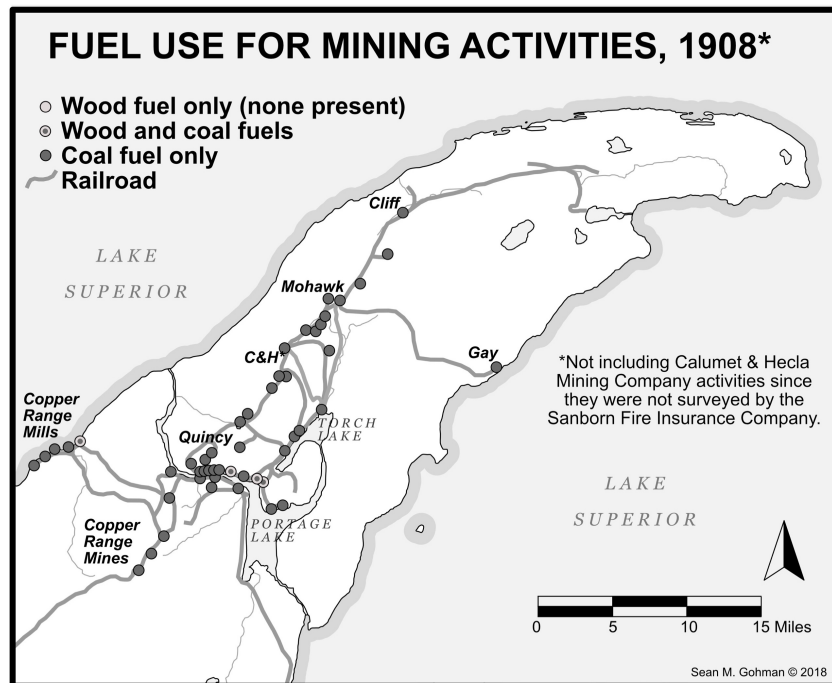 FUEL USE FOR MINING ACTIVITIES, 1908*
Wood fuel only (none present)
Wood and coal fuels
Coal fuel only
Railroad
Cliff
LAKE
SUPERIOR
Mohawk
C&H*
Gay
*Not including Calumet & Hecla
Mining Company activities since
they were not surveyed by the
Sanborn Fire Insurance Company.
Copper
Range
Mills
Quincy
TORCH
LAKE
LAKE
SUPERIOR
Copper
Range
Mines
PORTAGE
LAKE
0 5 10 15 Miles
Sean M. Gohman © 2018